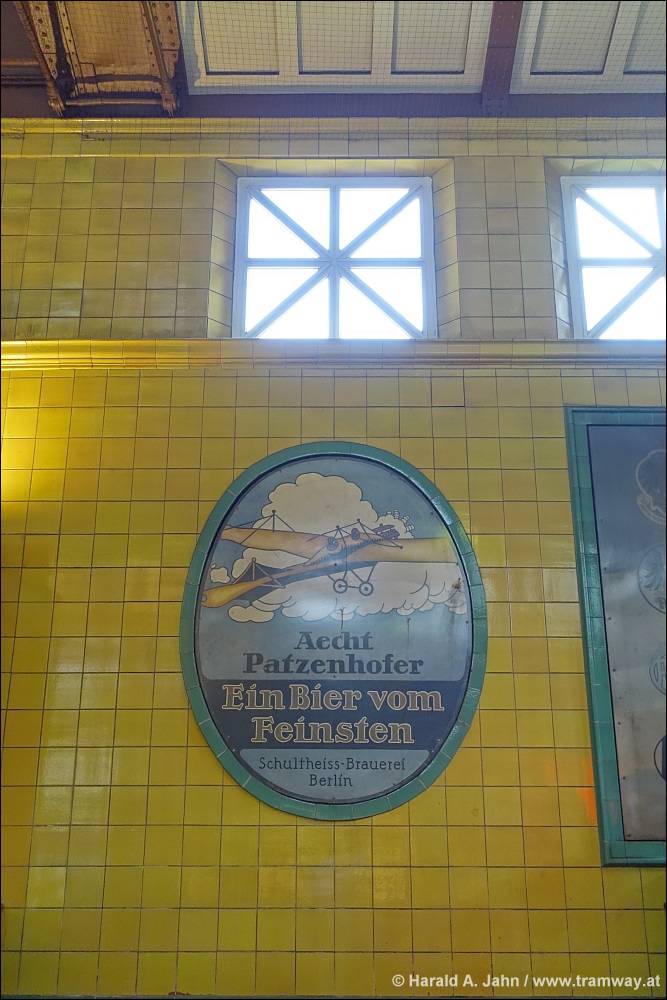 Aecht
Patzenhofer
Ein Bier vom
Feinsten
Schultheiss-Brauerei
Berlin
© Harald A. Jahn / www.tramway.at